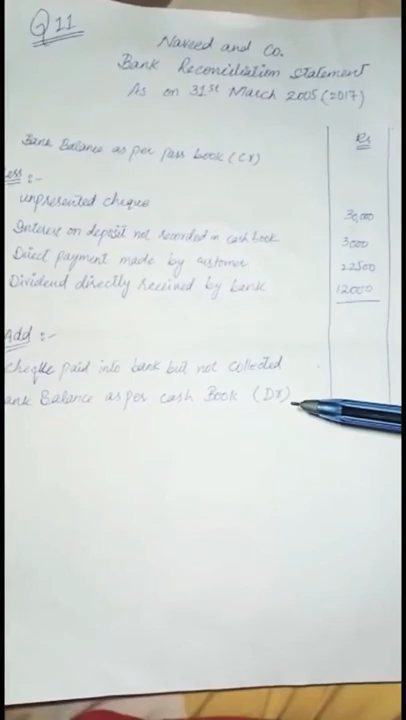 Q11
Naveed and Co.
Bank Reconciliation Statement
As on 31st March 2005 (2017)
Rs
Bank Balance as per pass book (Cr)
ess :-
unpresented cheque 30,000
Interest on deposit not recorded in cash book 3000
Direct payment made by customer 22500
Dividend directly received by bank 12000
Add :-
cheque paid into bank but not collected
ank Balance as per cash Book (Dr)